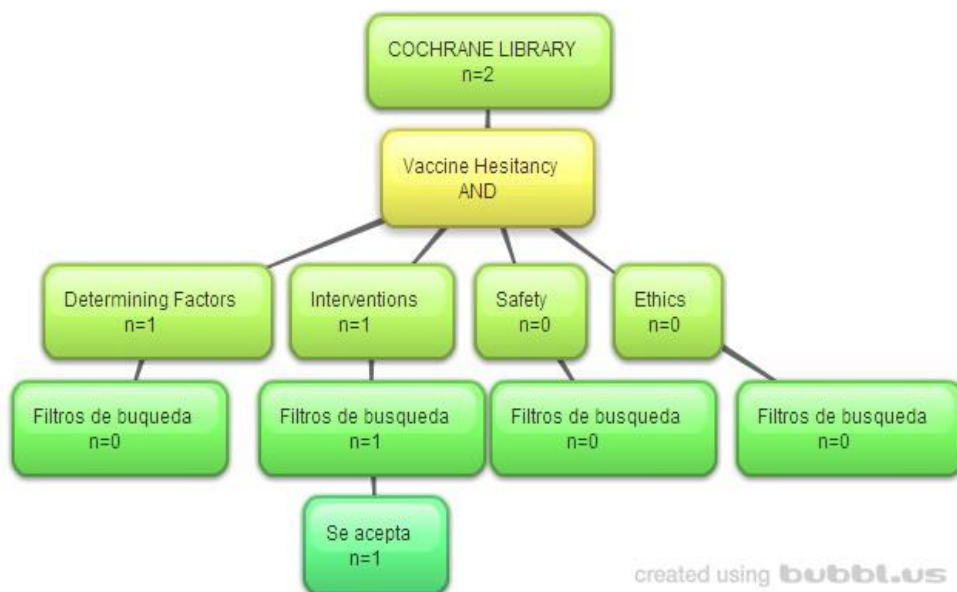 COCHRANE LIBRARY
n=2
Vaccine Hesitancy
AND
Determining Factors
n=1
Interventions
n=1
Safety
n=0
Ethics
n=0
Filtros de buqueda
n=0
Filtros de busqueda
n=1
Filtros de busqueda
n=0
Filtros de busqueda
n=0
Se acepta
n=1
created using bubbl.us